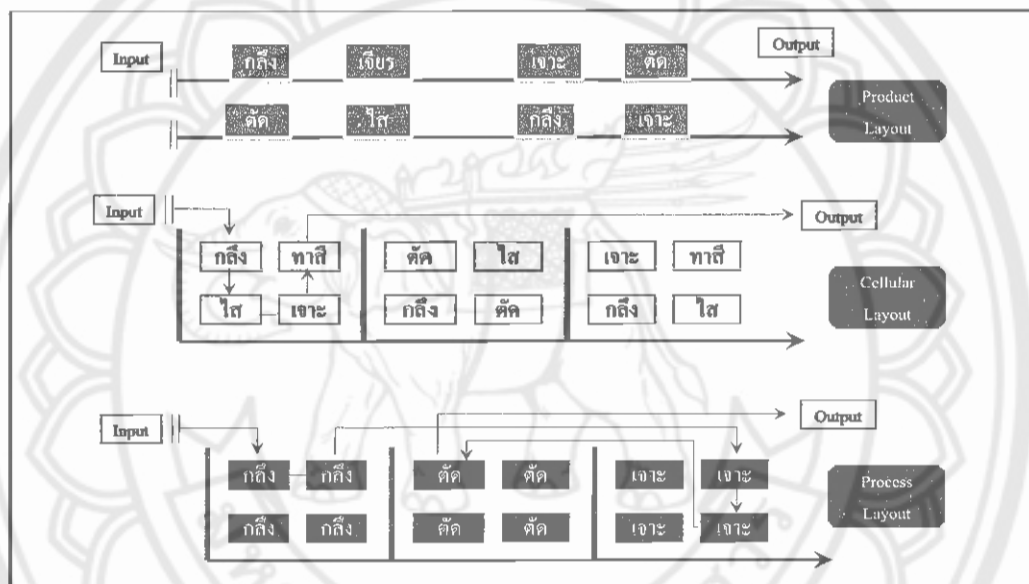 Input กลึง เจียร เจาะ ตัด Output
ตัด ไส กลึง เจาะ
Product
Layout
Input Output
กลึง ทาสี ตัด ไส เจาะ ทาสี
ไส เจาะ กลึง ตัด กลึง ไส
Cellular
Layout
Input Output
กลึง กลึง ตัด ตัด เจาะ เจาะ
กลึง กลึง ตัด ตัด เจาะ เจาะ
Process
Layout